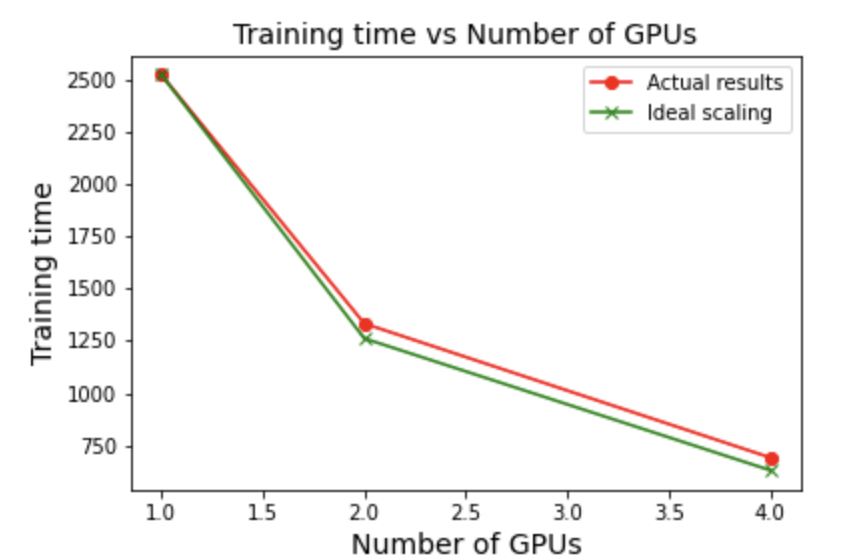 Training time vs Number of GPUs
Actual results
Ideal scaling
2500
2250
2000
1750
1500
1250
1000
750
Training time
1.0 1.5 2.0 2.5 3.0 3.5 4.0
Number of GPUs